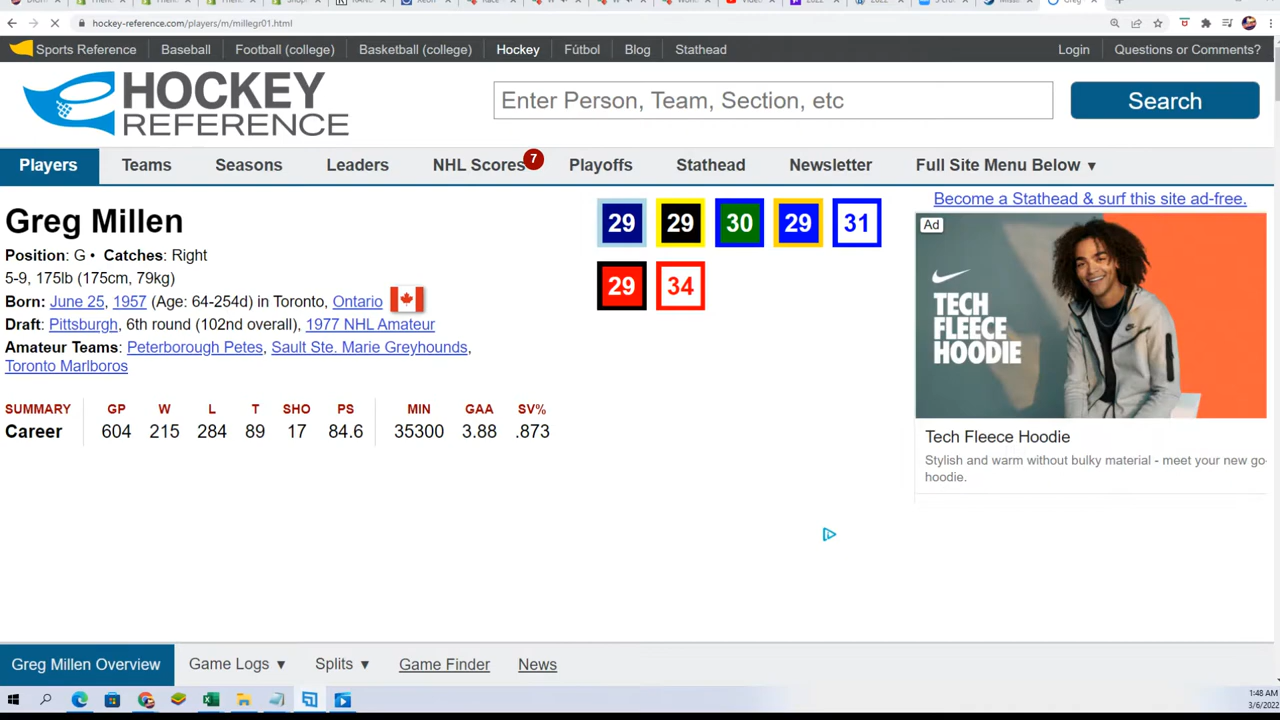 hockey-reference.com/players/m/millegr01.html
Sports Reference Baseball Football (college) Basketball (college) Hockey Fútbol Blog Stathead Login Questions or Comments?
HOCKEY
REFERENCE
Enter Person, Team, Section, etc
Search
Players Teams Seasons Leaders NHL Scores 7 Playoffs Stathead Newsletter Full Site Menu Below ▼
Greg Millen
Position: G • Catches: Right
5-9, 175lb (175cm, 79kg)
Born: June 25, 1957 (Age: 64-254d) in Toronto, Ontario
Draft: Pittsburgh, 6th round (102nd overall), 1977 NHL Amateur
Amateur Teams: Peterborough Petes, Sault Ste. Marie Greyhounds,
Toronto Marlboros
29 29 30 29 31
29 34
Become a Stathead & surf this site ad-free.
Ad
TECH
FLEECE
HOODIE
Tech Fleece Hoodie
Stylish and warm without bulky material - meet your new go
hoodie.
SUMMARY GP W L T SHO PS MIN GAA SV%
Career 604 215 284 89 17 84.6 35300 3.88 .873
Greg Millen Overview Game Logs ▼ Splits ▼ Game Finder News
1:48 AM
3/6/2022